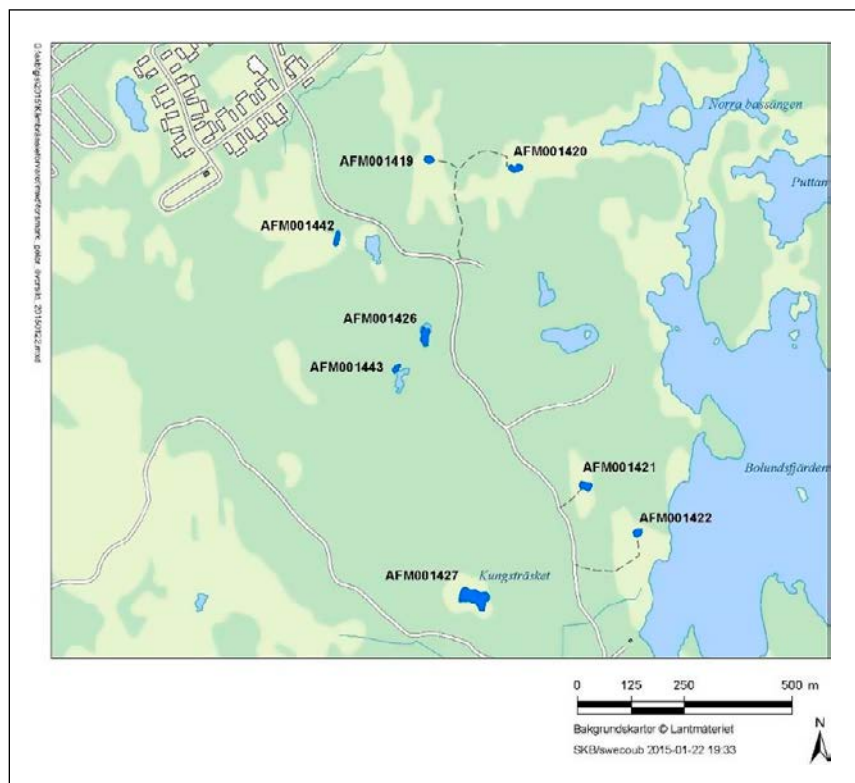 Norra bassängen
AFM001419
AFM001420
Puttan
AFM001442
AFM001426
AFM001443
AFM001421
Bolundsfjärden
AFM001422
AFM001427
Kungsträsket
0 125 250 500 m
Bakgrundskartor © Lantmäteriet
N
SKB/swecoub 2015-01-22 19:33